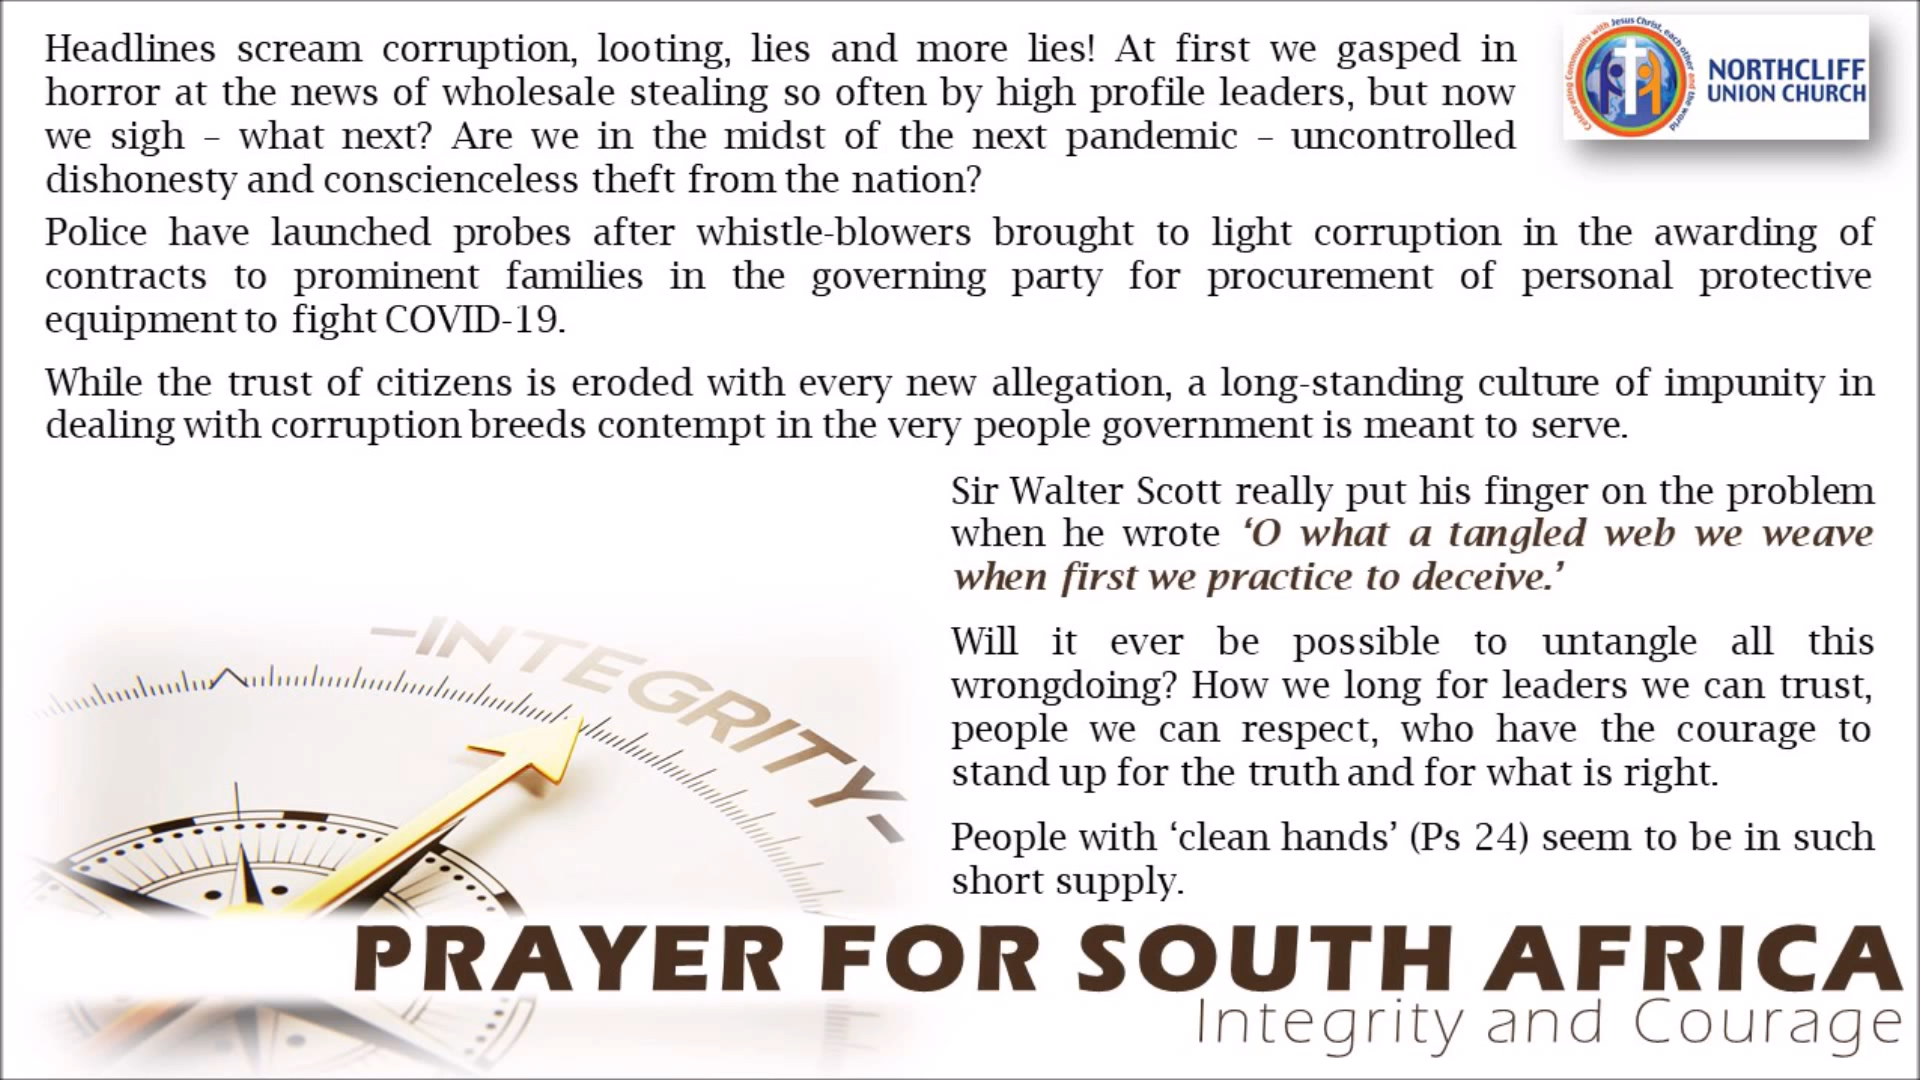 Headlines scream corruption, looting, lies and more lies! At first we gasped in
horror at the news of wholesale stealing so often by high profile leaders, but now
we sigh – what next? Are we in the midst of the next pandemic – uncontrolled
dishonesty and conscienceless theft from the nation?
Celebrating Community with Jesus Christ, each other and the world
NORTHCLIFF
UNION CHURCH
Police have launched probes after whistle-blowers brought to light corruption in the awarding of
contracts to prominent families in the governing party for procurement of personal protective
equipment to fight COVID-19.
While the trust of citizens is eroded with every new allegation, a long-standing culture of impunity in
dealing with corruption breeds contempt in the very people government is meant to serve.
Sir Walter Scott really put his finger on the problem
when he wrote ‘O what a tangled web we weave
when first we practice to deceive.’
Will it ever be possible to untangle all this
wrongdoing? How we long for leaders we can trust,
people we can respect, who have the courage to
stand up for the truth and for what is right.
People with ‘clean hands’ (Ps 24) seem to be in such
short supply.
–INTEGRITY–
PRAYER FOR SOUTH AFRICA
Integrity and Courage